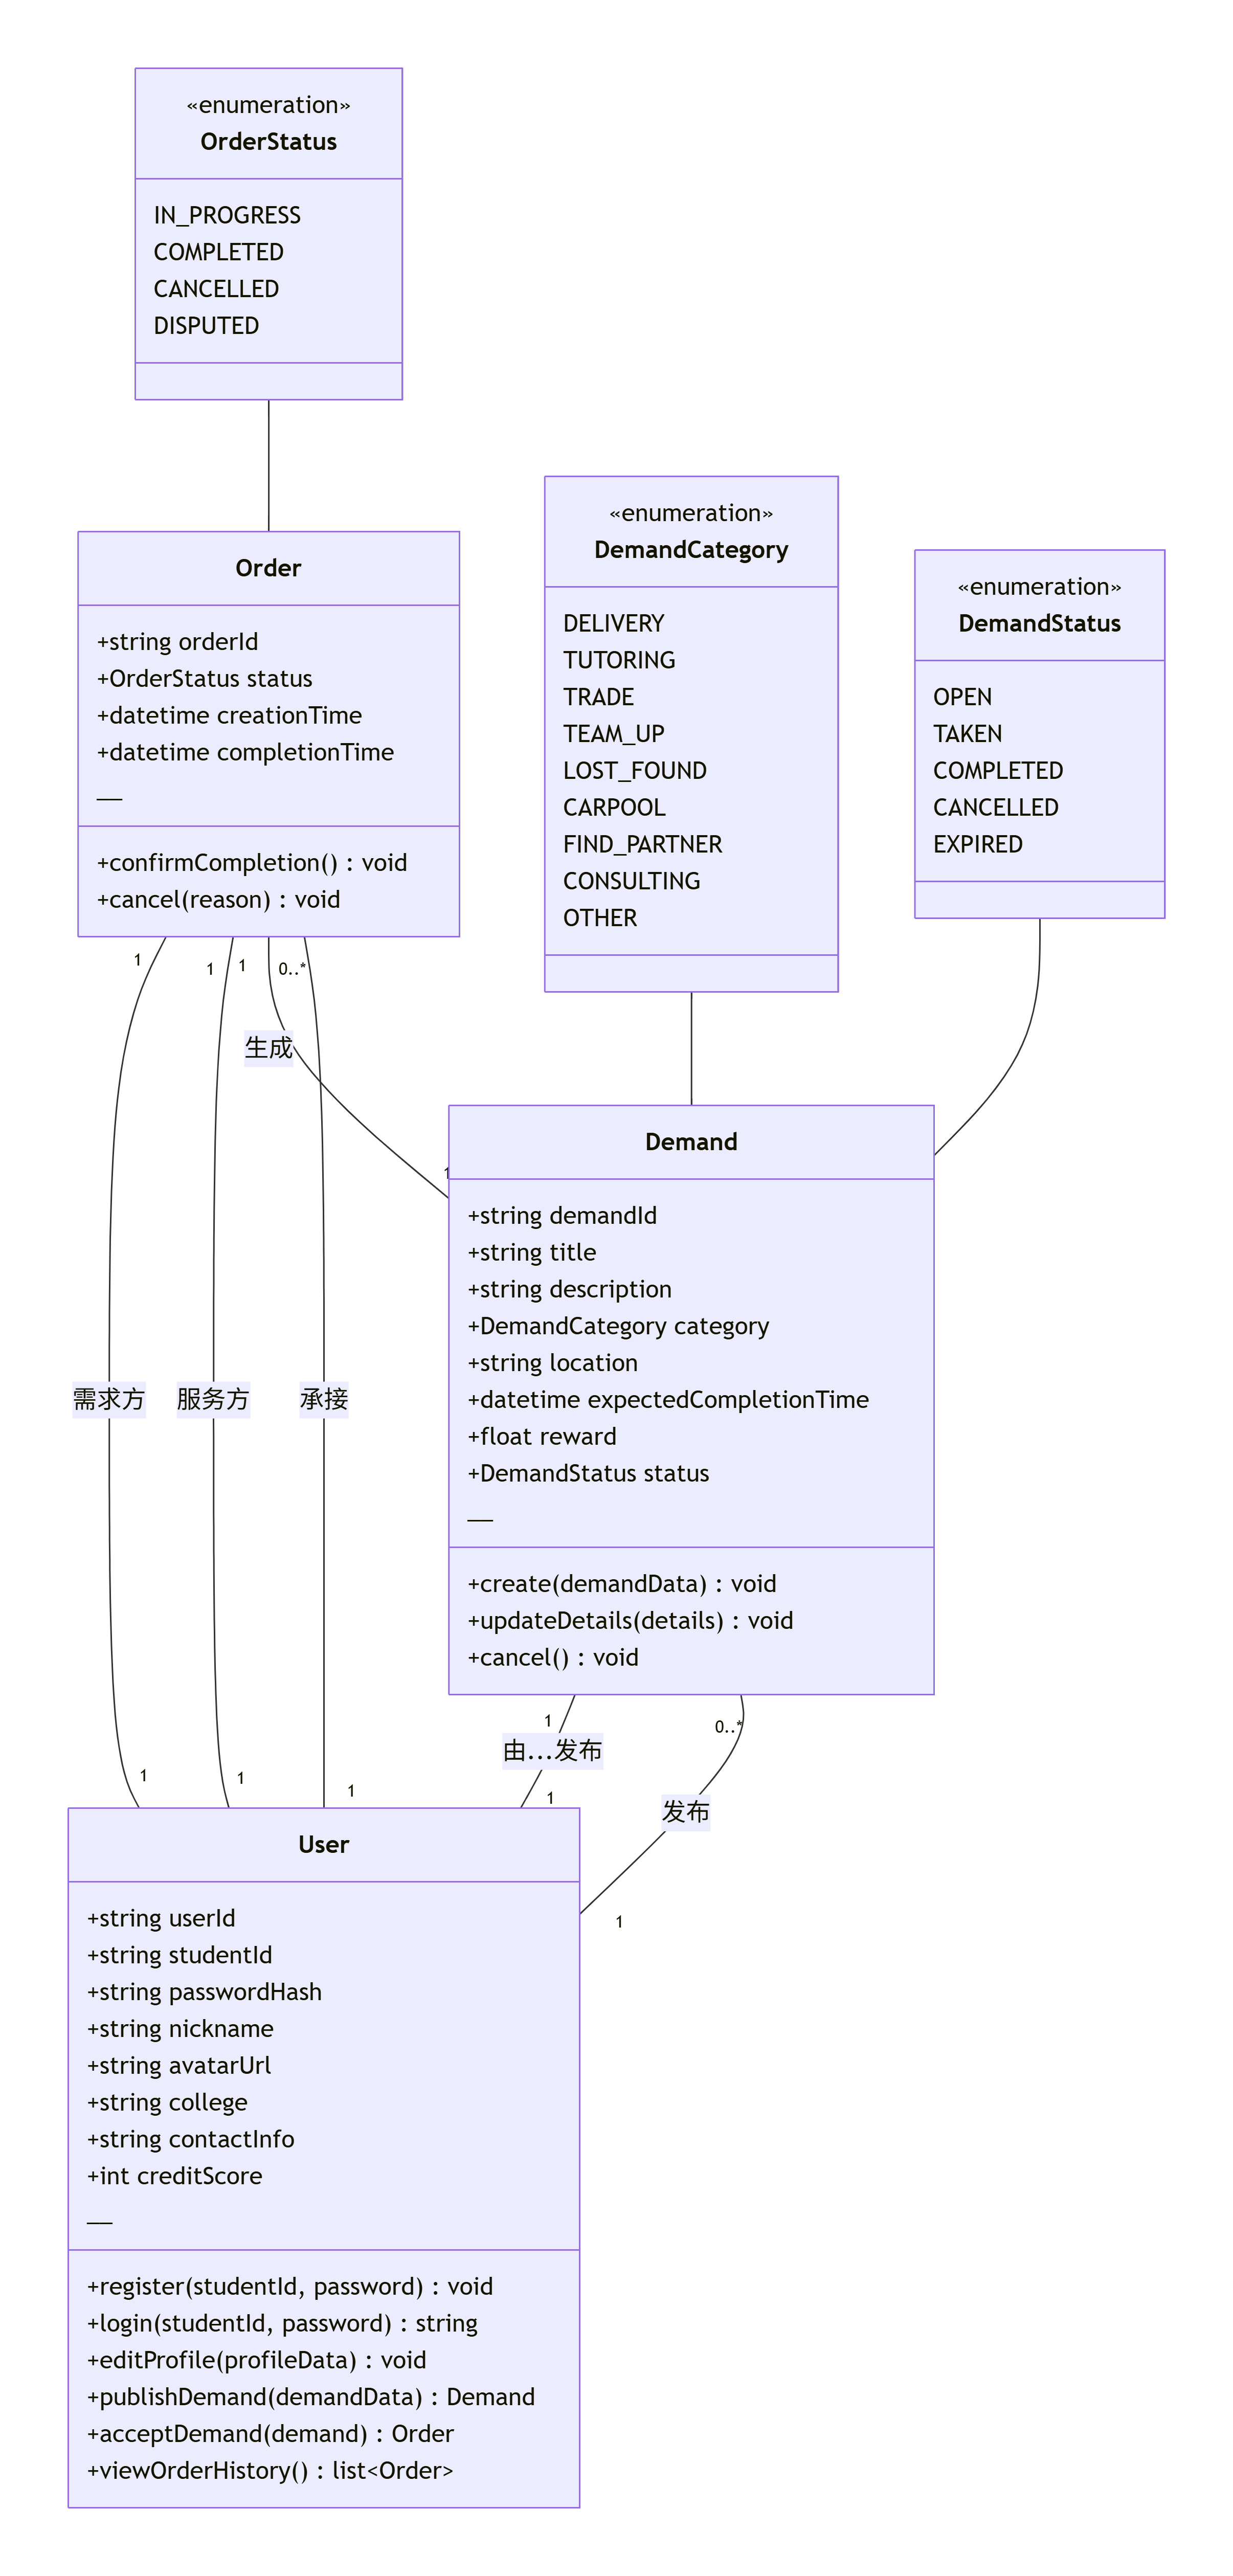 «enumeration»
OrderStatus
IN_PROGRESS
COMPLETED
CANCELLED
DISPUTED
Order
+string orderId
+OrderStatus status
+datetime creationTime
+datetime completionTime
__
+confirmCompletion() : void
+cancel(reason) : void
«enumeration»
DemandCategory
DELIVERY
TUTORING
TRADE
TEAM_UP
LOST_FOUND
CARPOOL
FIND_PARTNER
CONSULTING
OTHER
«enumeration»
DemandStatus
OPEN
TAKEN
COMPLETED
CANCELLED
EXPIRED
1
1
1
0..*
生成
1
Demand
+string demandId
+string title
+string description
+DemandCategory category
+string location
+datetime expectedCompletionTime
+float reward
+DemandStatus status
__
+create(demandData) : void
+updateDetails(details) : void
+cancel() : void
需求方
服务方
承接
1
0..*
由...发布
发布
1
1
1
1
1
User
+string userId
+string studentId
+string passwordHash
+string nickname
+string avatarUrl
+string college
+string contactInfo
+int creditScore
__
+register(studentId, password) : void
+login(studentId, password) : string
+editProfile(profileData) : void
+publishDemand(demandData) : Demand
+acceptDemand(demand) : Order
+viewOrderHistory() : list<Order>